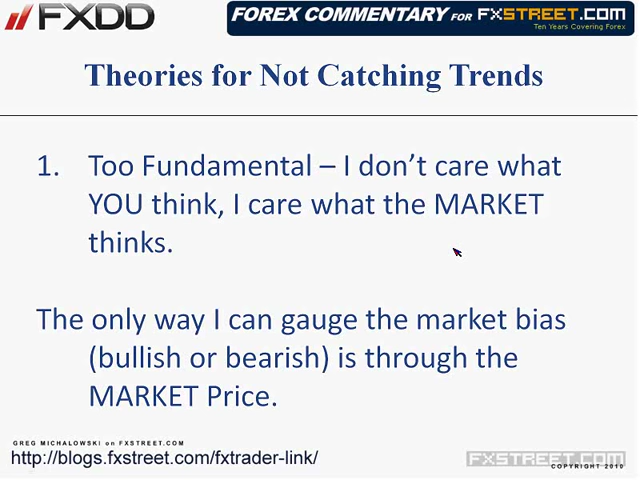 FXDD
FOREX COMMENTARY FOR FXSTREET.COM
Ten Years Covering Forex
Theories for Not Catching Trends
1. Too Fundamental – I don’t care what
YOU think, I care what the MARKET
thinks.
The only way I can gauge the market bias
(bullish or bearish) is through the
MARKET Price.
GREG MICHALOWSKI on FXSTREET.COM
http://blogs.fxstreet.com/fxtrader-link/
FXSTREET.COM
COPYRIGHT 2010